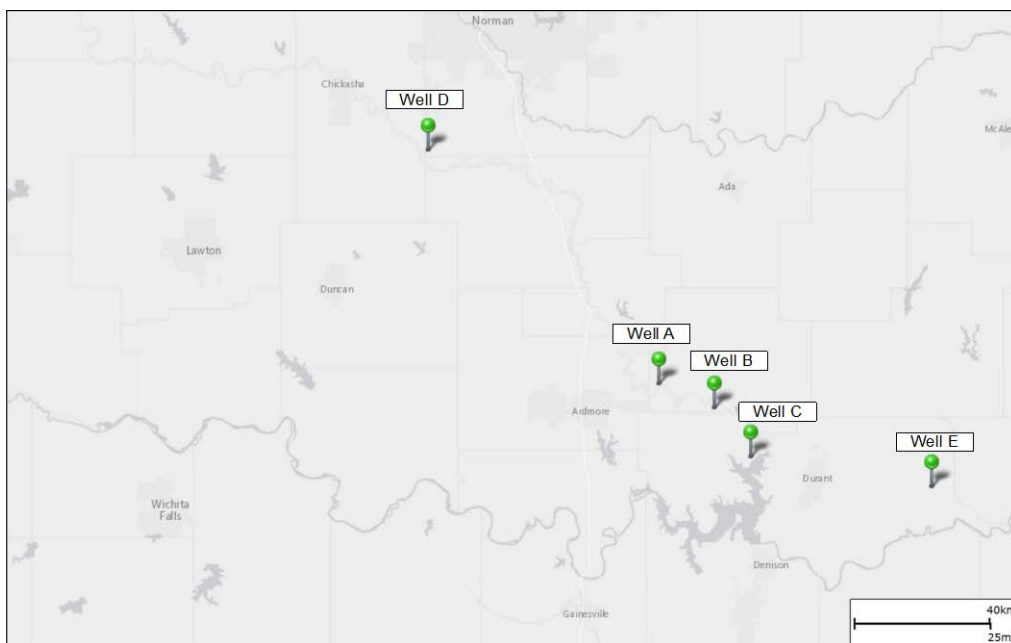 Norman
Chickasha
Well D
McAle
Ada
Lawton
Duncan
Well A
Well B
Ardmore
Well C
Well E
Durant
Wichita
Falls
Denison
Gainesville
40km
25m